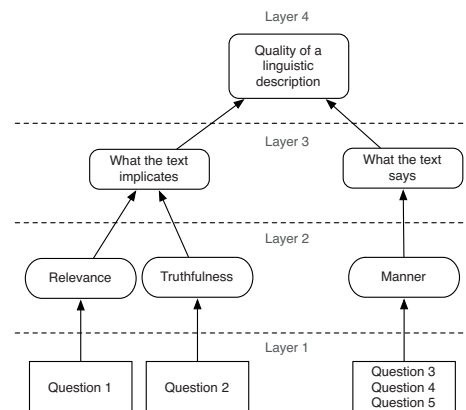 Layer 4
Quality of a
linguistic
description
Layer 3
What the text
implicates
What the text
says
Layer 2
Relevance
Truthfulness
Manner
Layer 1
Question 1
Question 2
Question 3
Question 4
Question 5